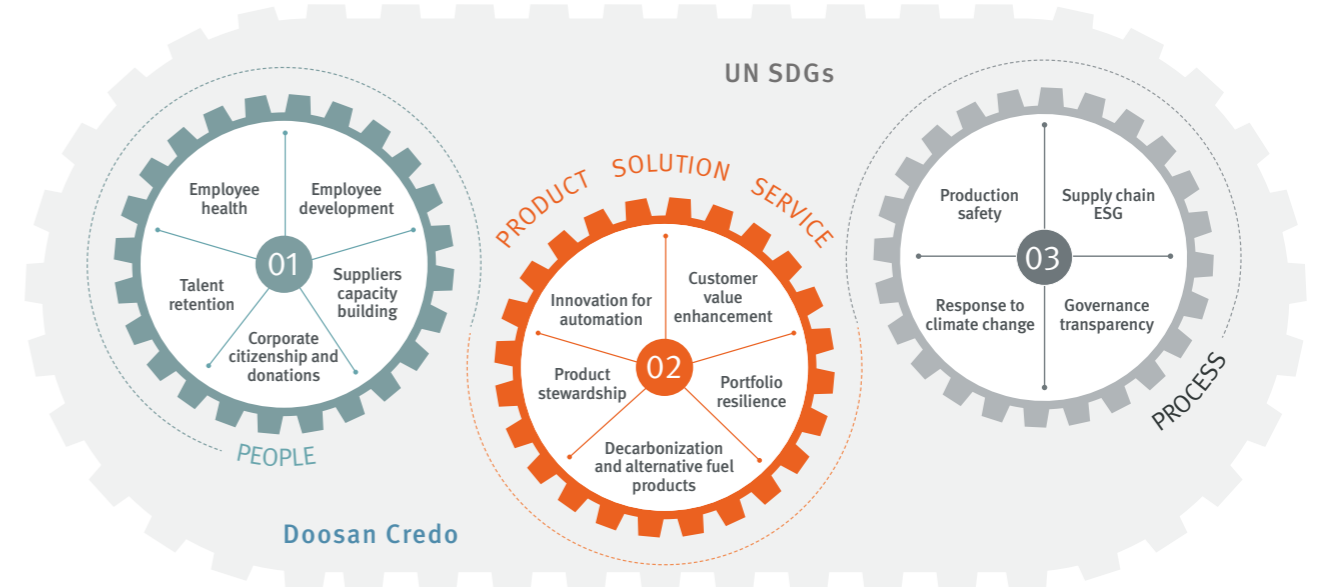 UN SDGs
Employee
health
Employee
development
01
Talent
retention
Suppliers
capacity
building
Corporate
citizenship and
donations
PEOPLE
PRODUCT SOLUTION SERVICE
Innovation for
automation
Customer
value
enhancement
02
Product
stewardship
Portfolio
resilience
Decarbonization
and alternative fuel
products
Production
safety
Supply chain
ESG
03
Response to
climate change
Governance
transparency
PROCESS
Doosan Credo